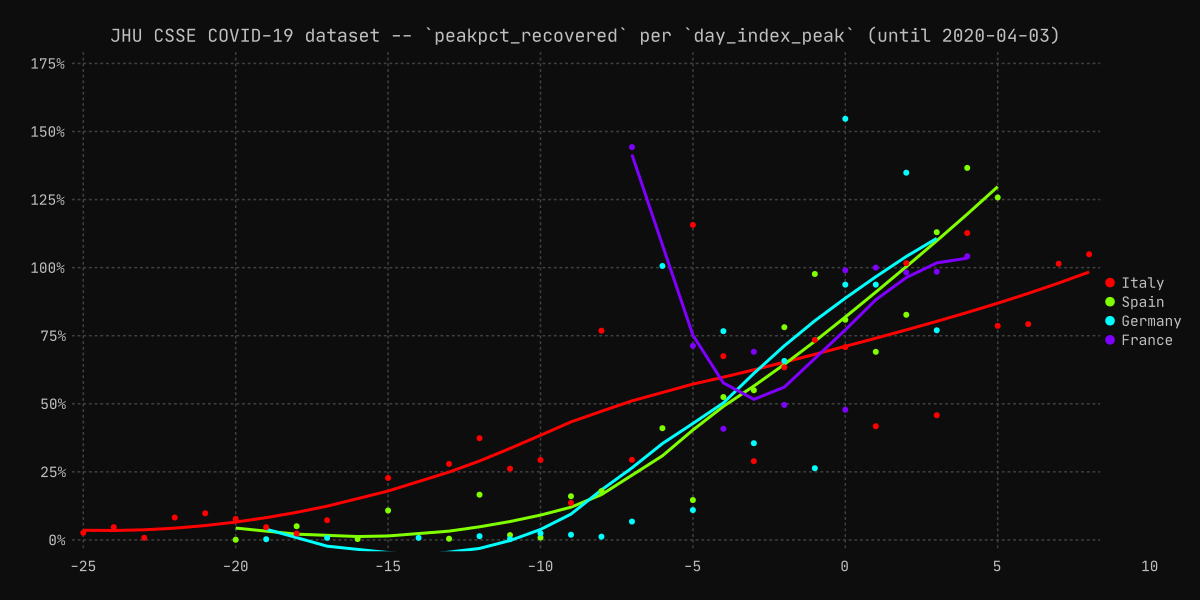 JHU CSSE COVID-19 dataset -- `peakpct_recovered` per `day_index_peak` (until 2020-04-03)
175%
150%
125%
100%
75%
50%
25%
0%
-25 -20 -15 -10 -5 0 5 10
Italy
Spain
Germany
France